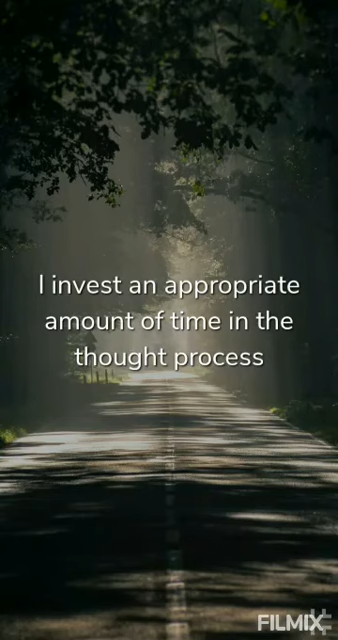 I invest an appropriate
amount of time in the
thought process
FILMIX